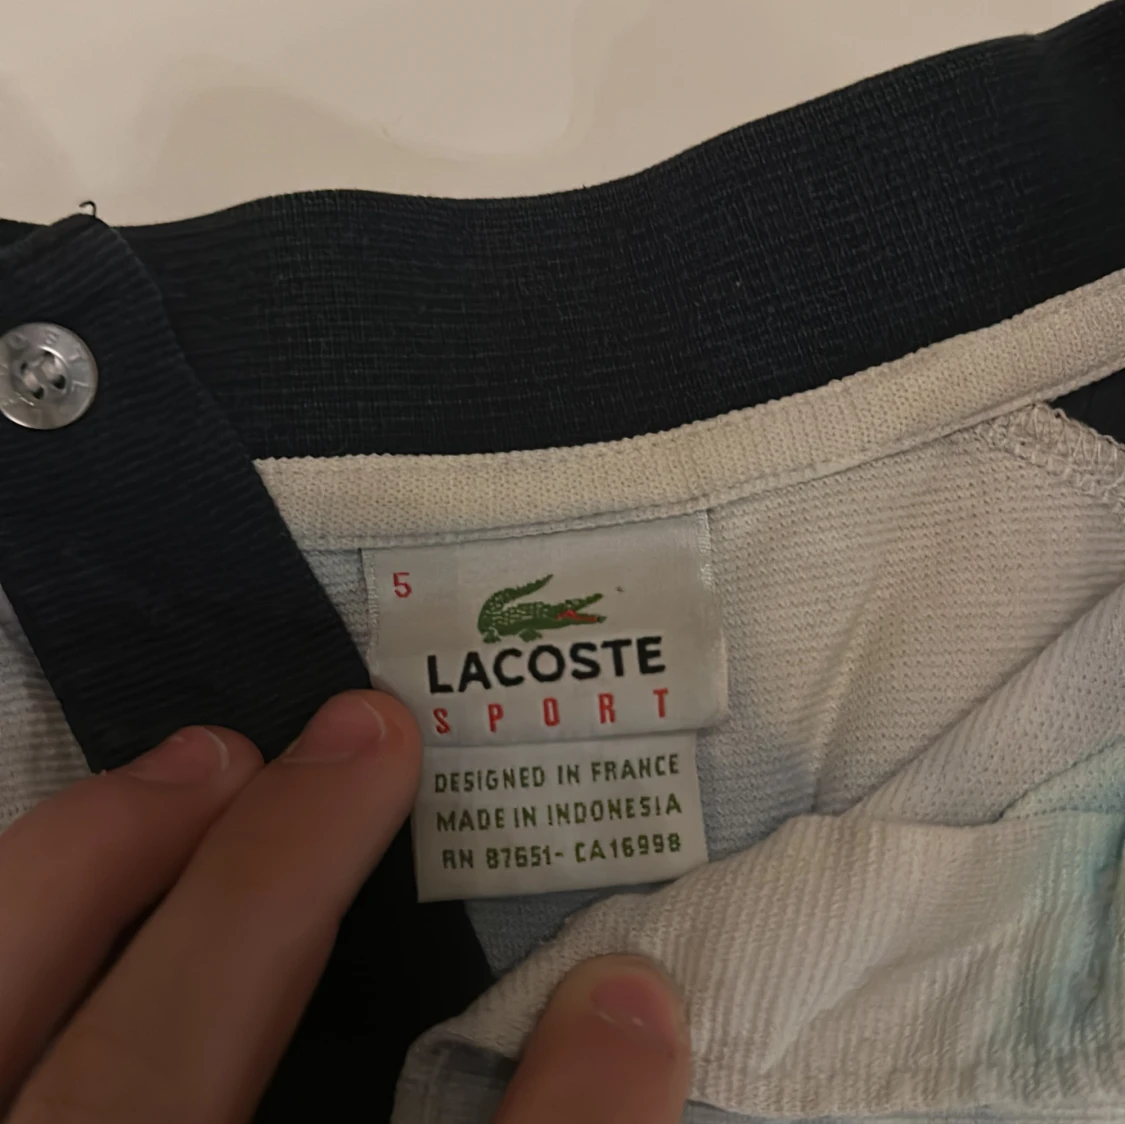 5
LACOSTE
SPORT
DESIGNED IN FRANCE
MADE IN INDONESIA
RN 87651- CA16998